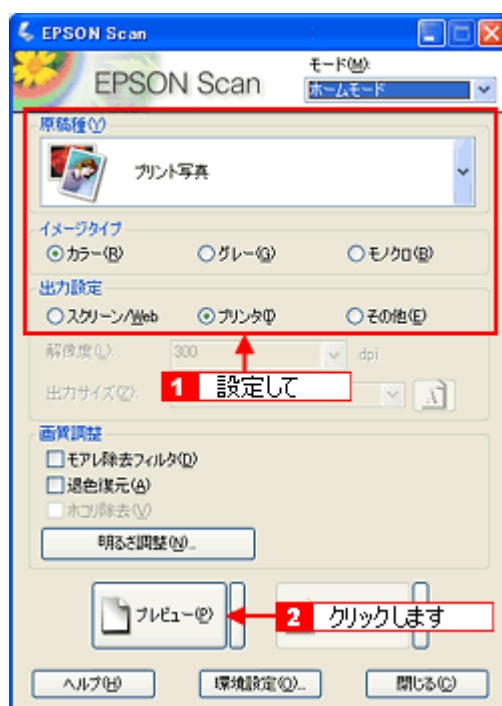 EPSON Scan
EPSON Scan
モード(M):
ホームモード
原稿種(Y)
プリント写真
イメージタイプ
カラー(R) グレー(G) モノクロ(B)
出力設定
スクリーン/Web プリンタ(I) その他(E)
解像度(L): 300 dpi
出力サイズ(Z):
1 設定して
画質調整
モアレ除去フィルタ(D)
退色復元(A)
ホコリ除去(V)
明るさ調整(N)...
プレビュー(P)
2 クリックします
ヘルプ(H) 環境設定(O)... 閉じる(C)